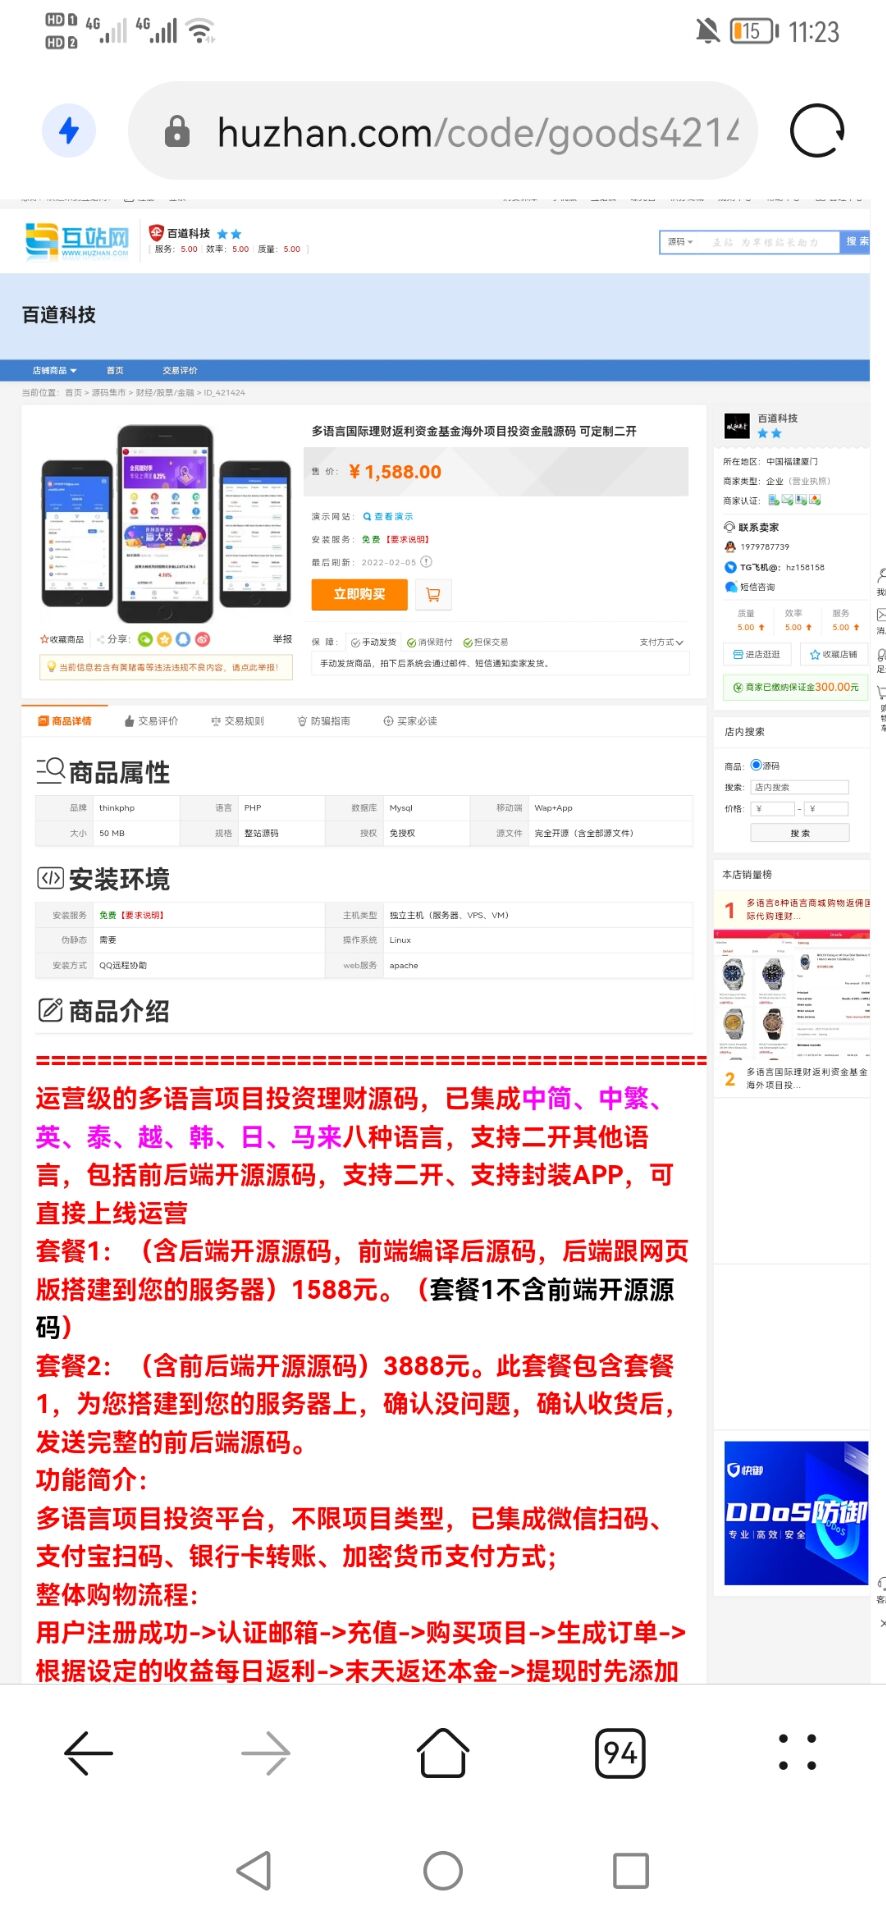 HD 1 4G 4G 15 11:23
HD 2
huzhan.com/code/goods4214
互站网
WWW.HUZHAN.COM
百道科技
服务: 5.00 效率: 5.00 质量: 5.00
源码 互站 为草根站长助力 搜 索
百道科技
店铺商品 首页 交易评价
当前位置: 首页 > 源码集市 > 财经/股票/金融 > ID_421424
多语言国际理财返利资金基金海外项目投资金融源码 可定制二开
售 价: ¥ 1,588.00
演示网站: 查看演示
安装服务: 免费【要求说明】
最后刷新: 2022-02-05
立即购买
收藏商品 分享: 举报
保 障: 手动发货 消保赔付 担保交易 支付方式
当前信息若含有黄赌毒等违法违规不良内容, 请点此举报!
手动发货商品, 拍下后系统会通过邮件、短信通知卖家发货。
百道科技
所在地区: 中国福建厦门
商家类型: 企业 (营业执照)
商家认证:
联系卖家
1979787739
TG飞机@: hz158158
短信咨询
质量 效率 服务
5.00 5.00 5.00
进店逛逛 收藏店铺
商家已缴纳保证金300.00元
店内搜索
商品: 源码
搜索: 店内搜索
价格: ¥ - ¥
搜 索
本店销量榜
1 多语言8种语言商城购物返佣国
际代购理财...
2 多语言国际理财返利资金基金
海外项目投...
快御
DDoS防御
专业|高效|安全
商品详情 交易评价 交易规则 防骗指南 买家必读
商品属性
品牌 thinkphp 语言 PHP 数据库 Mysql 移动端 Wap+App
大小 50 MB 规格 整站源码 授权 免授权 源文件 完全开源（含全部源文件）
安装环境
安装服务 免费【要求说明】 主机类型 独立主机（服务器、VPS、VM）
伪静态 需要 操作系统 Linux
安装方式 QQ远程协助 web服务 apache
商品介绍
============================================
运营级的多语言项目投资理财源码，已集成中简、中繁、
英、泰、越、韩、日、马来八种语言，支持二开其他语
言，包括前后端开源源码，支持二开、支持封装APP，可
直接上线运营
套餐1：（含后端开源源码，前端编译后源码，后端跟网页
版搭建到您的服务器）1588元。（套餐1不含前端开源源
码）
套餐2：（含前后端开源源码）3888元。此套餐包含套餐
1，为您搭建到您的服务器上，确认没问题，确认收货后，
发送完整的前后端源码。
功能简介：
多语言项目投资平台，不限项目类型，已集成微信扫码、
支付宝扫码、银行卡转账、加密货币支付方式；
整体购物流程：
用户注册成功->认证邮箱->充值->购买项目->生成订单->
根据设定的收益每日返利->末天返还本金->提现时先添加
94